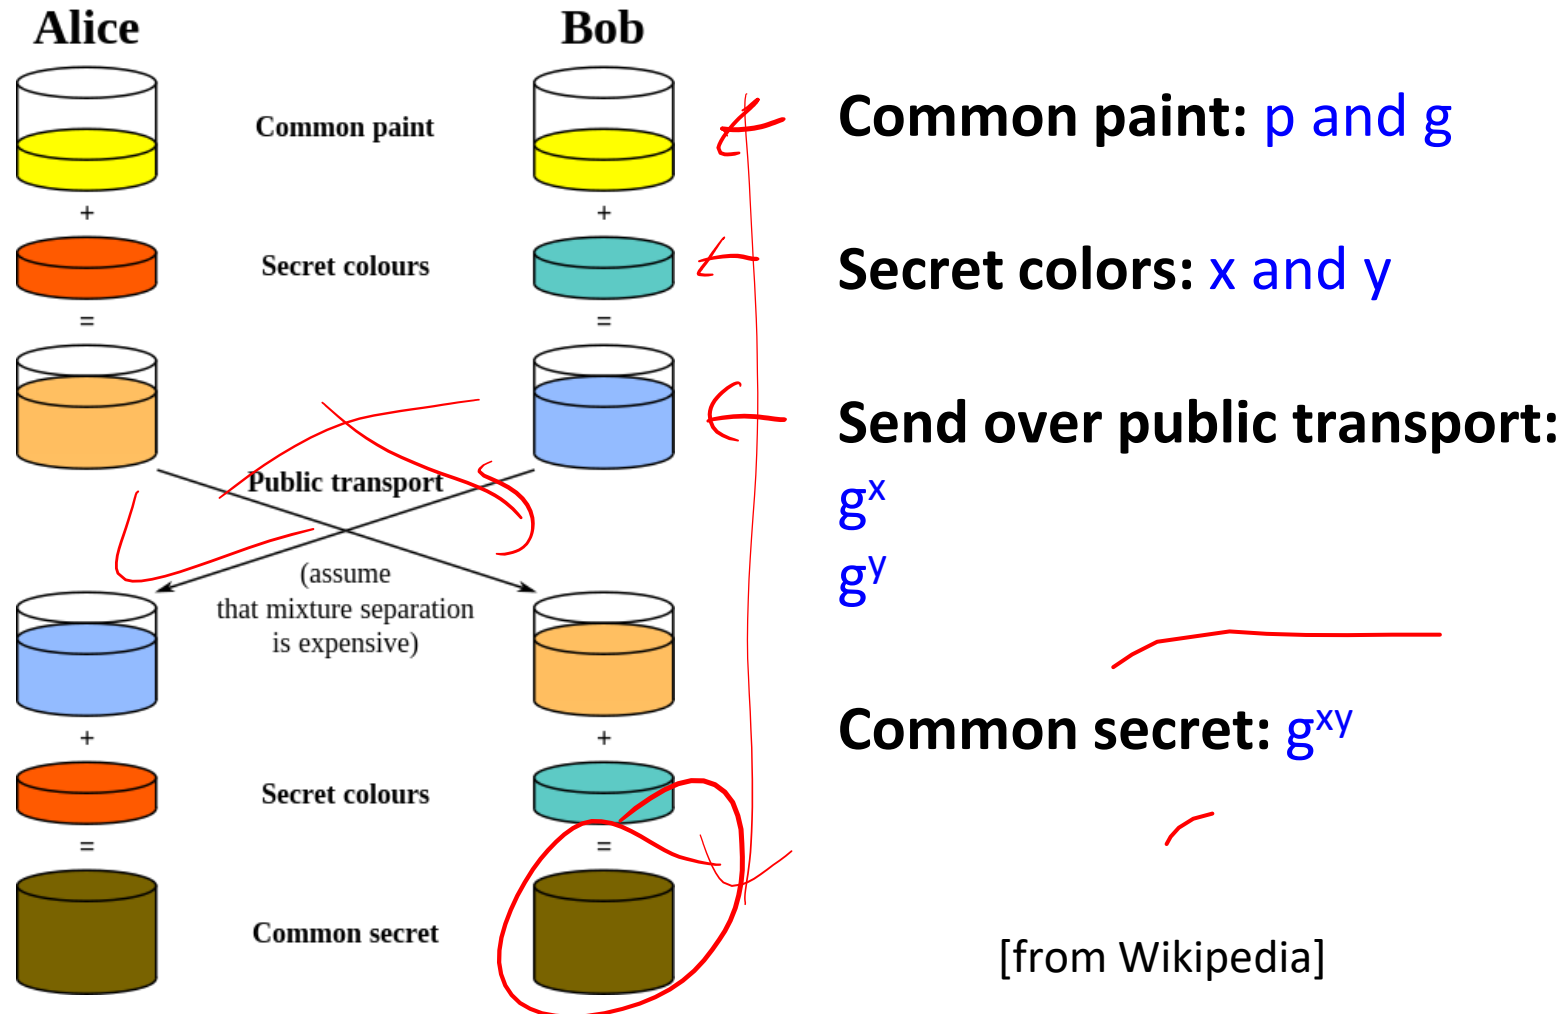 Alice
Bob
Common paint
+
+
Secret colours
=
=
Public transport
(assume
that mixture separation
is expensive)
+
+
Secret colours
=
=
Common secret
Common paint: p and g
Secret colors: x and y
Send over public transport:
gˣ
gʸ
Common secret: gˣʸ
[from Wikipedia]